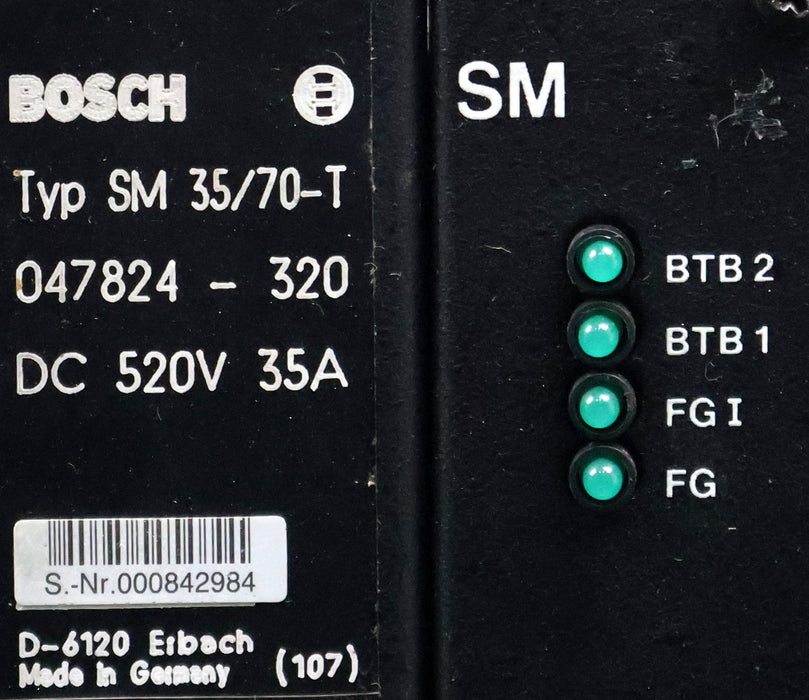 BOSCH
Typ SM 35/70-T
047824 - 320
DC 520V 35A
S.-Nr.000842984
D-6120 Erbach
Made in Germany (107)
SM
BTB 2
BTB 1
FG I
FG